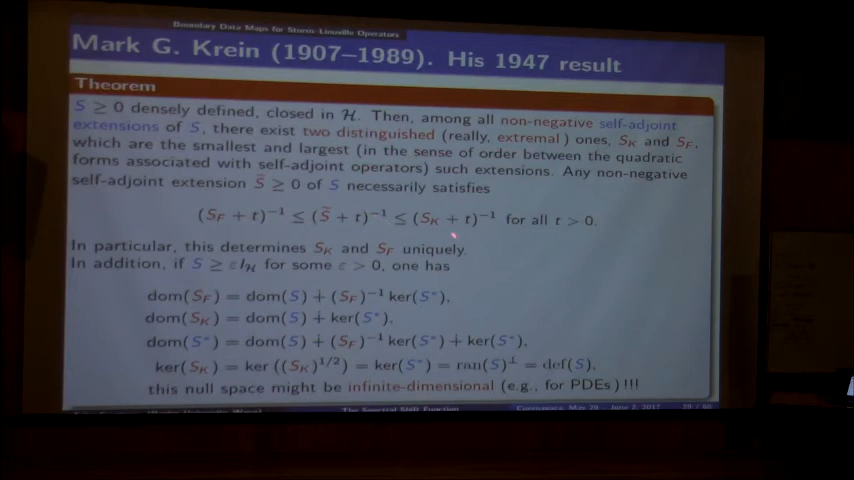 Boundary Data Maps for Sturm–Liouville Operators
Mark G. Krein (1907–1989). His 1947 result
Theorem
S ≥ 0 densely defined, closed in ℋ. Then, among all non-negative self-adjoint
extensions of S, there exist two distinguished (really, extremal) ones, S_K and S_F,
which are the smallest and largest (in the sense of order between the quadratic
forms associated with self-adjoint operators) such extensions. Any non-negative
self-adjoint extension S̃ ≥ 0 of S necessarily satisfies
(S_F + t)⁻¹ ≤ (S̃ + t)⁻¹ ≤ (S_K + t)⁻¹ for all t > 0.
In particular, this determines S_K and S_F uniquely.
In addition, if S ≥ εI_ℋ for some ε > 0, one has
dom(S_F) = dom(S) ∔ (S_F)⁻¹ ker(S*),
dom(S_K) = dom(S) ∔ ker(S*),
dom(S*) = dom(S) ∔ (S_F)⁻¹ ker(S*) ∔ ker(S*),
ker(S_K) = ker((S_K)^{1/2}) = ker(S*) = ran(S)^⊥ = def(S),
this null space might be infinite-dimensional (e.g., for PDEs) !!!
The Spectral Shift Function
May 29 – June 2, 2017